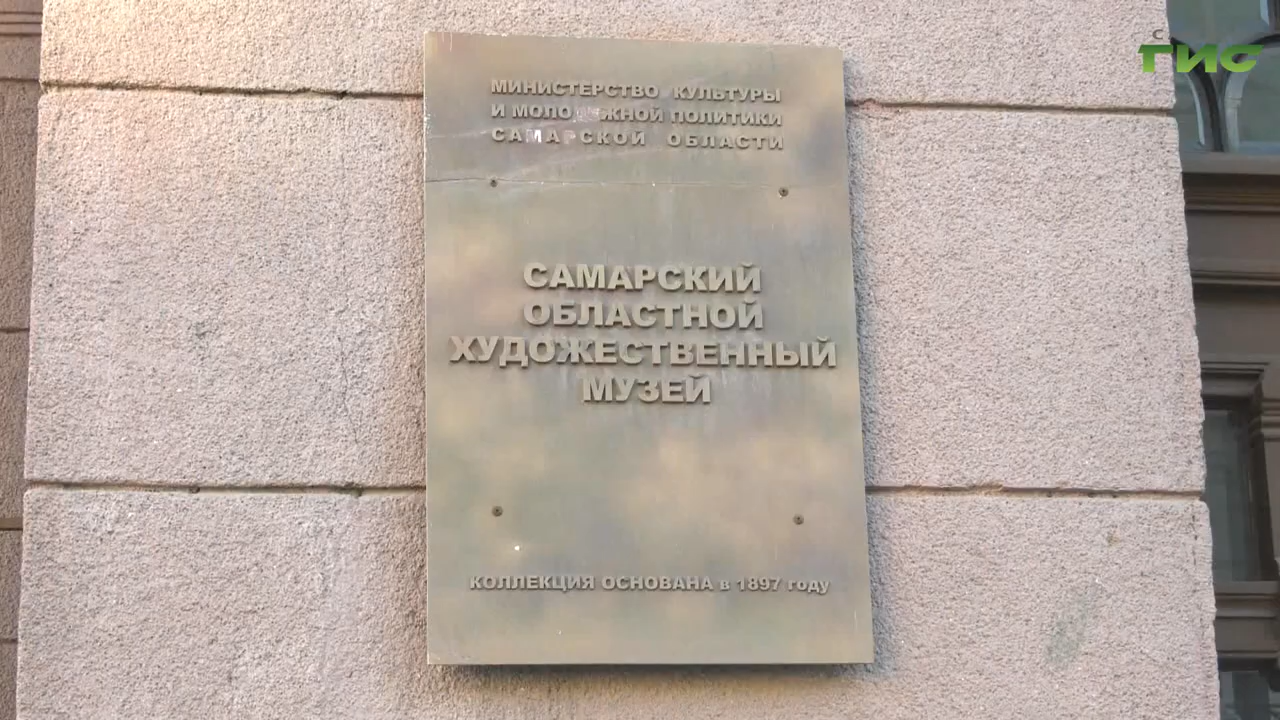 МИНИСТЕРСТВО КУЛЬТУРЫ
И МОЛОДЕЖНОЙ ПОЛИТИКИ
САМАРСКОЙ ОБЛАСТИ
САМАРСКИЙ
ОБЛАСТНОЙ
ХУДОЖЕСТВЕННЫЙ
МУЗЕЙ
КОЛЛЕКЦИЯ ОСНОВАНА в 1897 году
ГИС